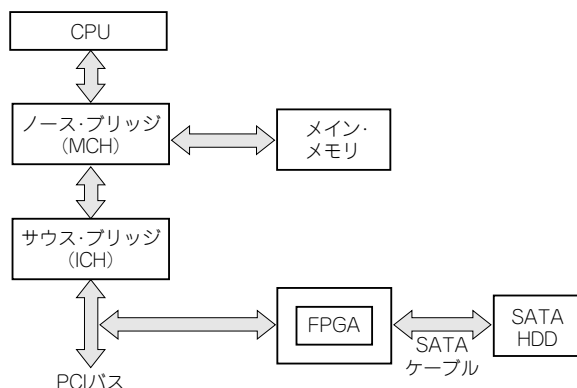 CPU
ノース・ブリッジ
(MCH)
メイン・
メモリ
サウス・ブリッジ
(ICH)
FPGA
SATA
HDD
SATA
ケーブル
PCIバス